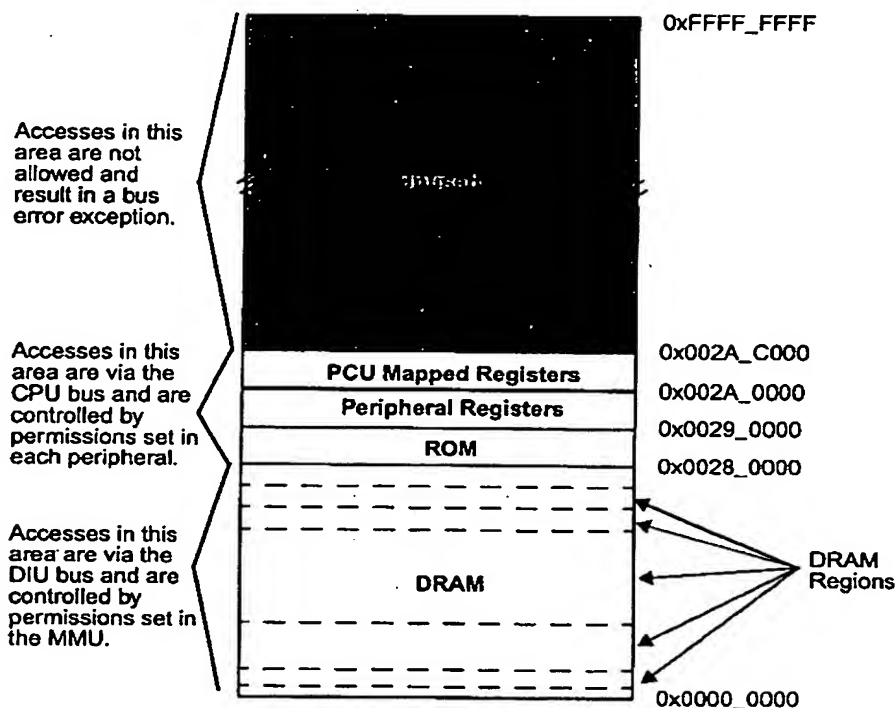 0xFFFF_FFFF
Accesses in this
area are not
allowed and
result in a bus
error exception.
0x002A_C000
Accesses in this
area are via the
CPU bus and are
controlled by
permissions set in
each peripheral.
PCU Mapped Registers
0x002A_0000
Peripheral Registers
0x0029_0000
ROM
0x0028_0000
Accesses in this
area are via the
DIU bus and are
controlled by
permissions set in
the MMU.
DRAM
DRAM
Regions
0x0000_0000